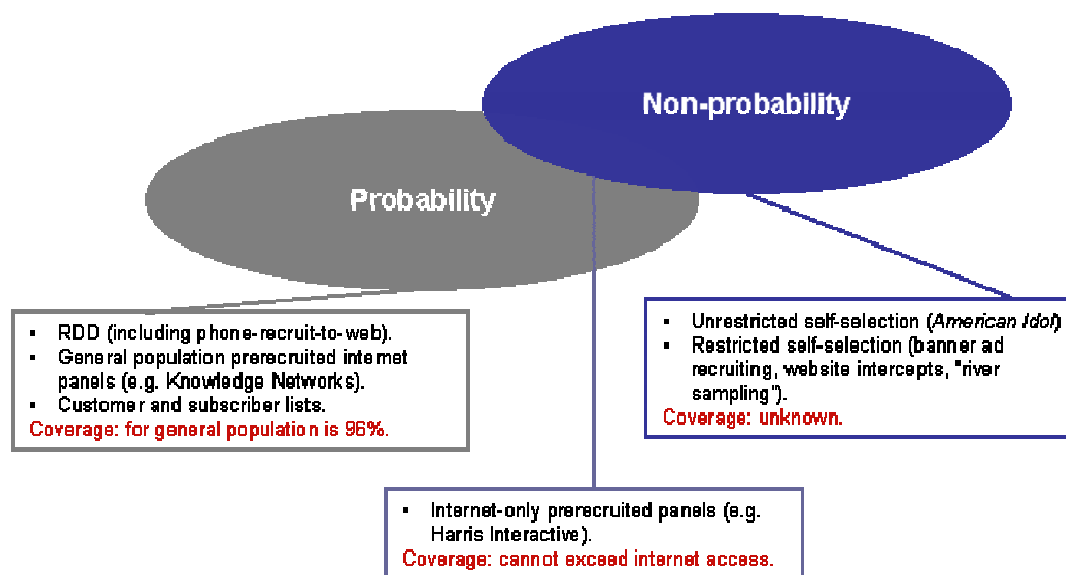 Non-probability
Probability
▪ RDD (including phone-recruit-to-web).
▪ General population prerecruited internet
panels (e.g. Knowledge Networks).
▪ Customer and subscriber lists.
Coverage: for general population is 96%.
▪ Unrestricted self-selection (American Idol)
▪ Restricted self-selection (banner ad
recruiting, website intercepts, "river
sampling").
Coverage: unknown.
▪ Internet-only prerecruited panels (e.g.
Harris Interactive).
Coverage: cannot exceed internet access.